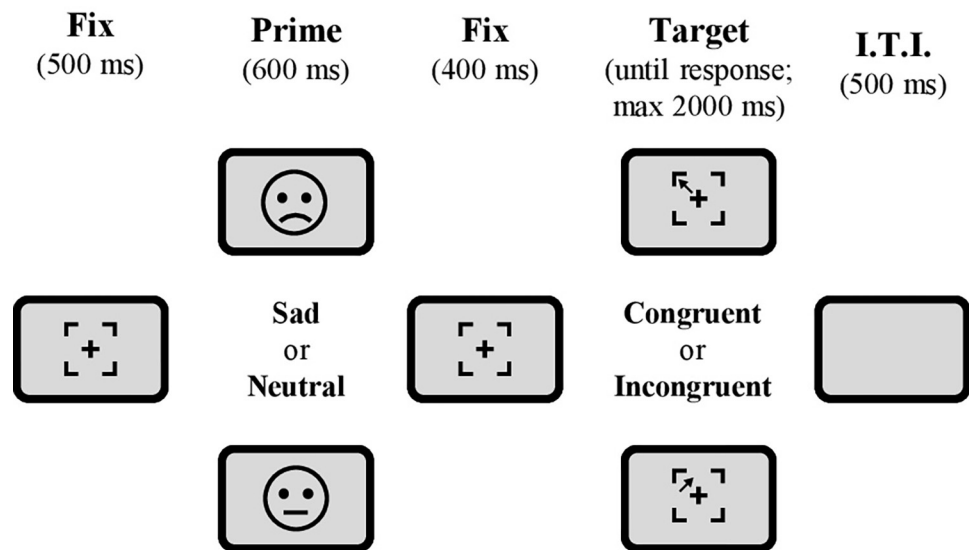 Fix
(500 ms)
Prime
(600 ms)
Fix
(400 ms)
Target
(until response;
max 2000 ms)
I.T.I.
(500 ms)
Sad
or
Neutral
Congruent
or
Incongruent